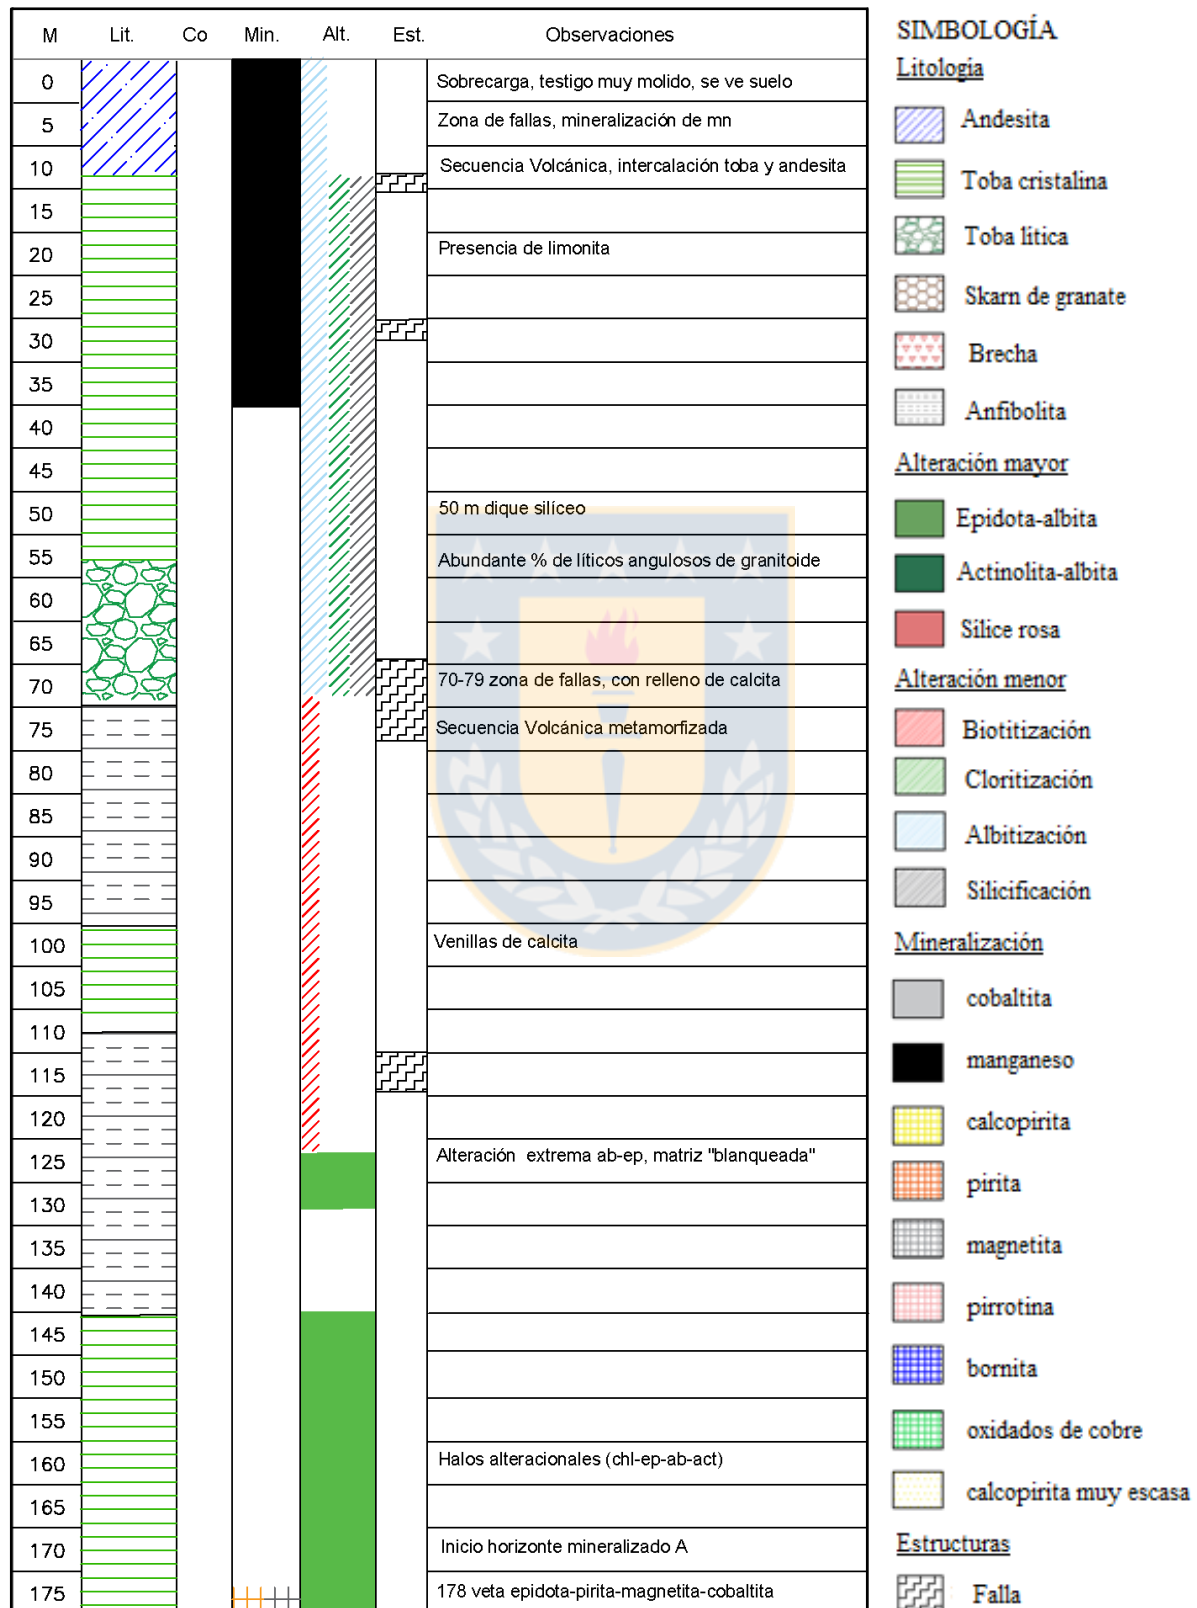 M Lit. Co Min. Alt. Est. Observaciones
0 Sobrecarga, testigo muy molido, se ve suelo
5 Zona de fallas, mineralización de mn
10 Secuencia Volcánica, intercalación toba y andesita
15
20 Presencia de limonita
25
30
35
40
45
50 50 m dique silíceo
55 Abundante % de líticos angulosos de granitoide
60
65
70 70-79 zona de fallas, con relleno de calcita
75 Secuencia Volcánica metamorfizada
80
85
90
95
100 Venillas de calcita
105
110
115
120
125 Alteración extrema ab-ep, matriz "blanqueada"
130
135
140
145
150
155
160 Halos alteracionales (chl-ep-ab-act)
165
170 Inicio horizonte mineralizado A
175 178 veta epidota-pirita-magnetita-cobaltita
SIMBOLOGÍA
Litología
Andesita
Toba cristalina
Toba lítica
Skarn de granate
Brecha
Anfibolita
Alteración mayor
Epidota-albita
Actinolita-albita
Sílice rosa
Alteración menor
Biotitización
Cloritización
Albitización
Silicificación
Mineralización
cobaltita
manganeso
calcopirita
pirita
magnetita
pirrotina
bornita
oxidados de cobre
calcopirita muy escasa
Estructuras
Falla